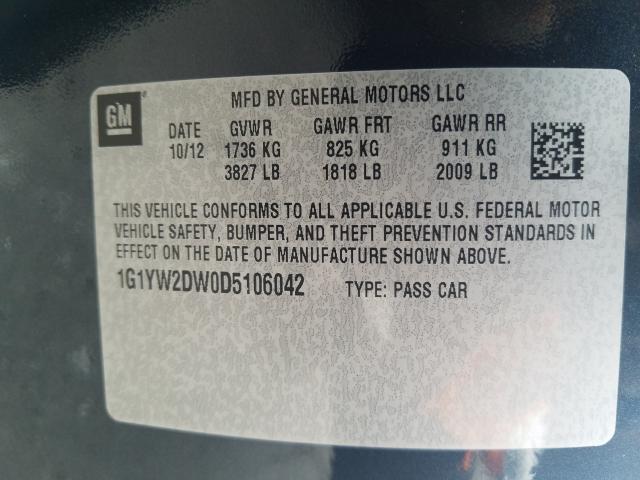 GM
MFD BY GENERAL MOTORS LLC
DATE GVWR GAWR FRT GAWR RR
10/12 1736 KG 825 KG 911 KG
3827 LB 1818 LB 2009 LB
THIS VEHICLE CONFORMS TO ALL APPLICABLE U.S. FEDERAL MOTOR
VEHICLE SAFETY, BUMPER, AND THEFT PREVENTION STANDARDS IN
EFFECT ON THE DATE OF MANUFACTURE SHOWN ABOVE.
1G1YW2DW0D5106042 TYPE: PASS CAR